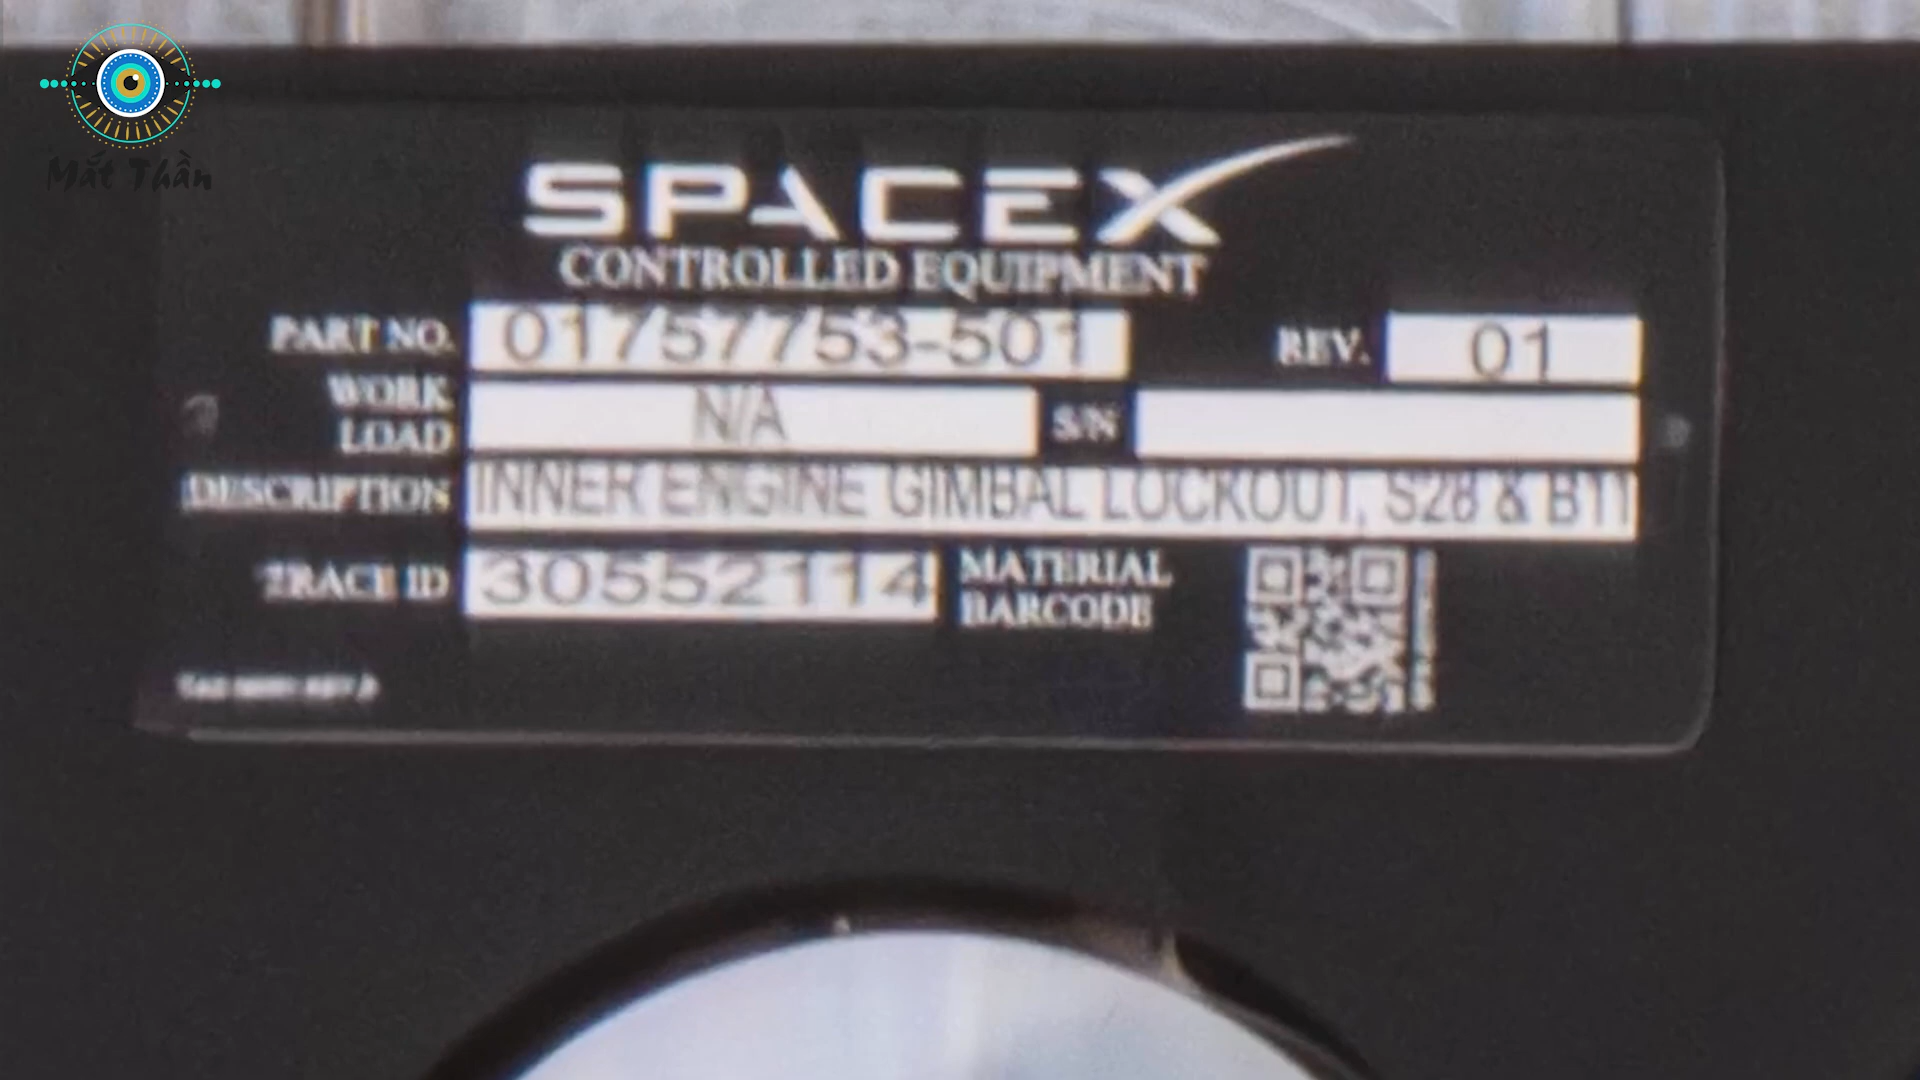 Mắt Thần
SPACEX
CONTROLLED EQUIPMENT
PART NO. 01757753-501 REV. 01
WORK LOAD N/A S/N
DESCRIPTION INNER ENGINE GIMBAL LOCKOUT, S28 & B11
TRACE ID 30552114 MATERIAL BARCODE